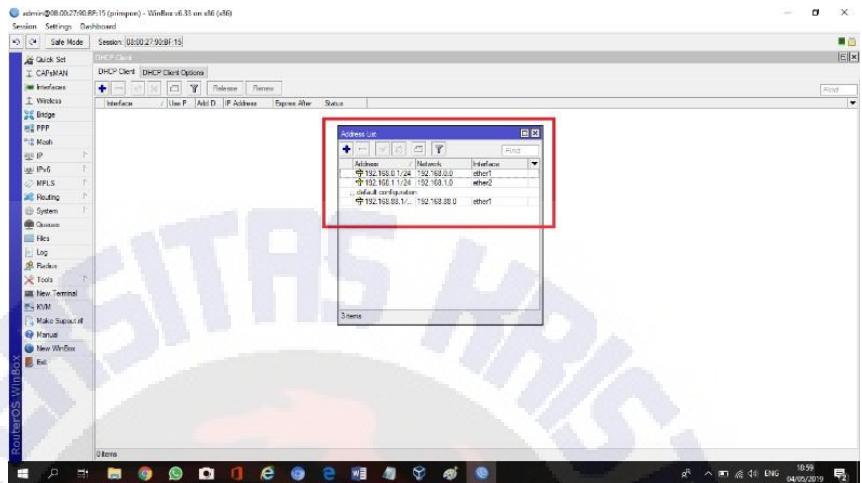 admin@08:00:27:90:BF:15 (primspon) - WinBox v6.33 on x86 (x86)
Session Settings Dashboard
Safe Mode Session: 08:00:27:90:BF:15
Quick Set
CAPsMAN
Interfaces
Wireless
Bridge
PPP
Mesh
IP
IPv6
MPLS
Routing
System
Queues
Files
Log
Radius
Tools
New Terminal
KVM
Make Supout.rif
Manual
New WinBox
Exit
RouterOS WinBox
DHCP Client
DHCP Client DHCP Client Options
Release Renew Find
Interface Use P Add D IP Address Expires After Status
Address List
Find
Address Network Interface
192.168.0.1/24 192.168.0.0 ether1
192.168.1.1/24 192.168.1.0 ether2
;;; default configuration
192.168.88.1/... 192.168.88.0 ether1
3 items
0 items
SITAS KRIS
ENG 18:59
04/05/2019